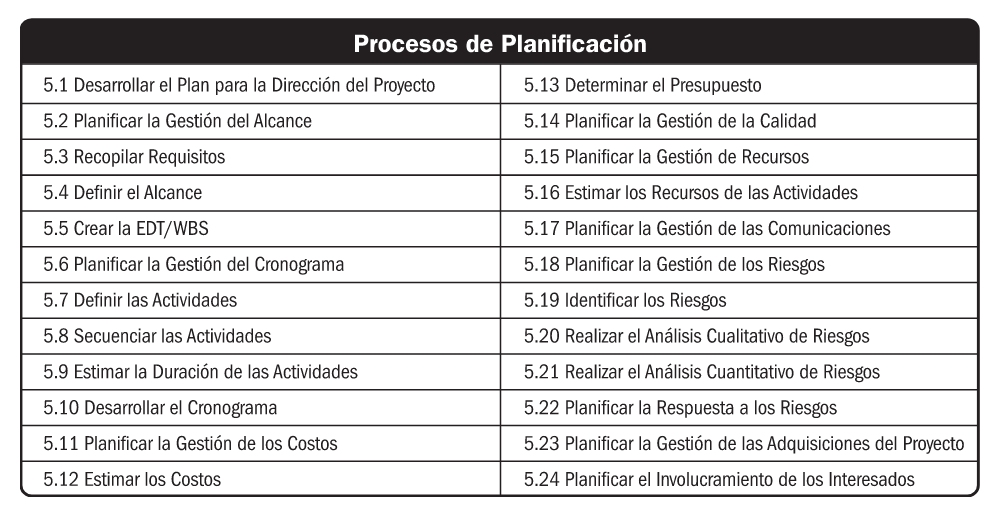 Procesos de Planificación
5.1 Desarrollar el Plan para la Dirección del Proyecto
5.2 Planificar la Gestión del Alcance
5.3 Recopilar Requisitos
5.4 Definir el Alcance
5.5 Crear la EDT/WBS
5.6 Planificar la Gestión del Cronograma
5.7 Definir las Actividades
5.8 Secuenciar las Actividades
5.9 Estimar la Duración de las Actividades
5.10 Desarrollar el Cronograma
5.11 Planificar la Gestión de los Costos
5.12 Estimar los Costos
5.13 Determinar el Presupuesto
5.14 Planificar la Gestión de la Calidad
5.15 Planificar la Gestión de Recursos
5.16 Estimar los Recursos de las Actividades
5.17 Planificar la Gestión de las Comunicaciones
5.18 Planificar la Gestión de los Riesgos
5.19 Identificar los Riesgos
5.20 Realizar el Análisis Cualitativo de Riesgos
5.21 Realizar el Análisis Cuantitativo de Riesgos
5.22 Planificar la Respuesta a los Riesgos
5.23 Planificar la Gestión de las Adquisiciones del Proyecto
5.24 Planificar el Involucramiento de los Interesados